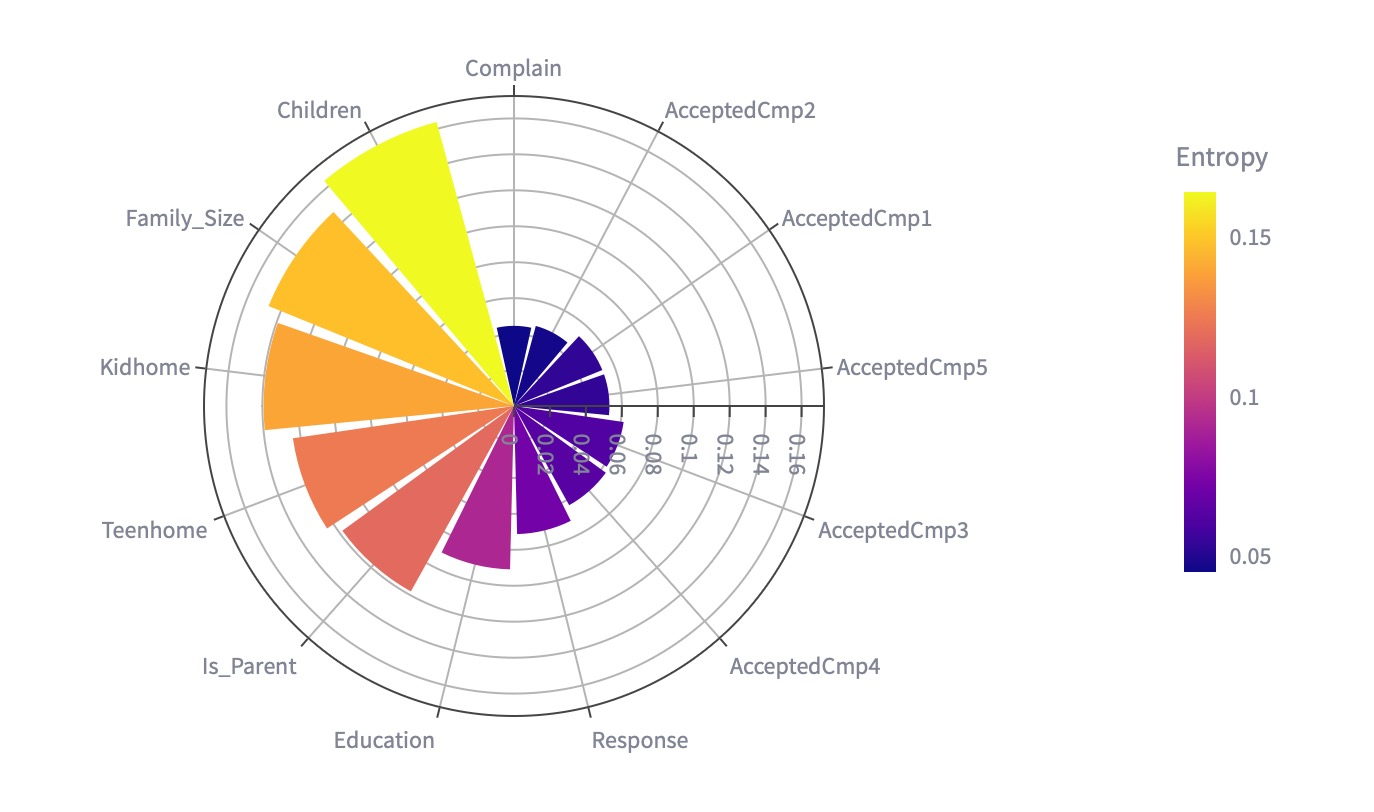 Complain
Children
AcceptedCmp2
Family_Size
AcceptedCmp1
Kidhome
AcceptedCmp5
0
0.02
0.04
0.06
0.08
0.1
0.12
0.14
0.16
Teenhome
AcceptedCmp3
Is_Parent
AcceptedCmp4
Education
Response
Entropy
0.15
0.1
0.05